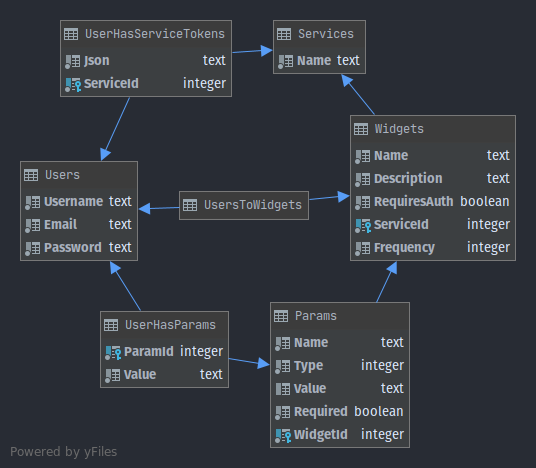 UserHasServiceTokens
Json text
ServiceId integer
Services
Name text
Widgets
Name text
Description text
RequiresAuth boolean
ServiceId integer
Frequency integer
Users
Username text
Email text
Password text
UsersToWidgets
UserHasParams
ParamId integer
Value text
Params
Name text
Type integer
Value text
Required boolean
WidgetId integer
Powered by yFiles